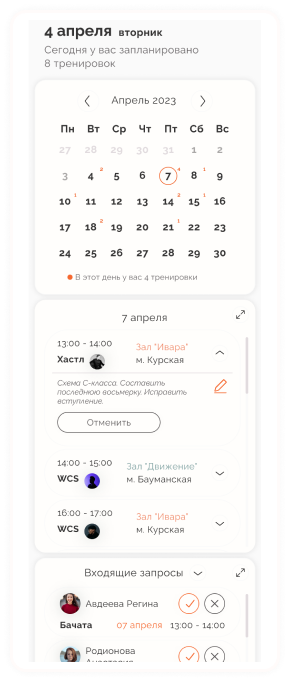 4 апреля вторник
Сегодня у вас запланировано
8 тренировок
Апрель 2023
Пн Вт Ср Чт Пт Сб Вс
27 28 29 30 31 1 2
3 4 2 5 6 7 4 8 1 9
10 1 11 12 13 14 2 15 1 16
17 18 2 19 20 21 1 22 23
24 25 26 27 28 29 30
В этот день у вас 4 тренировки
7 апреля
13:00 - 14:00 Зал "Ивара"
Хастл м. Курская
Схема С-класса. Составить
последнюю восьмерку. Исправить
вступление.
Отменить
14:00 - 15:00 Зал "Движение"
WCS м. Бауманская
16:00 - 17:00 Зал "Ивара"
WCS м. Курская
Входящие запросы
Авдеева Регина
Бачата 07 апреля 13:00 - 14:00
Родионова
Анастасия